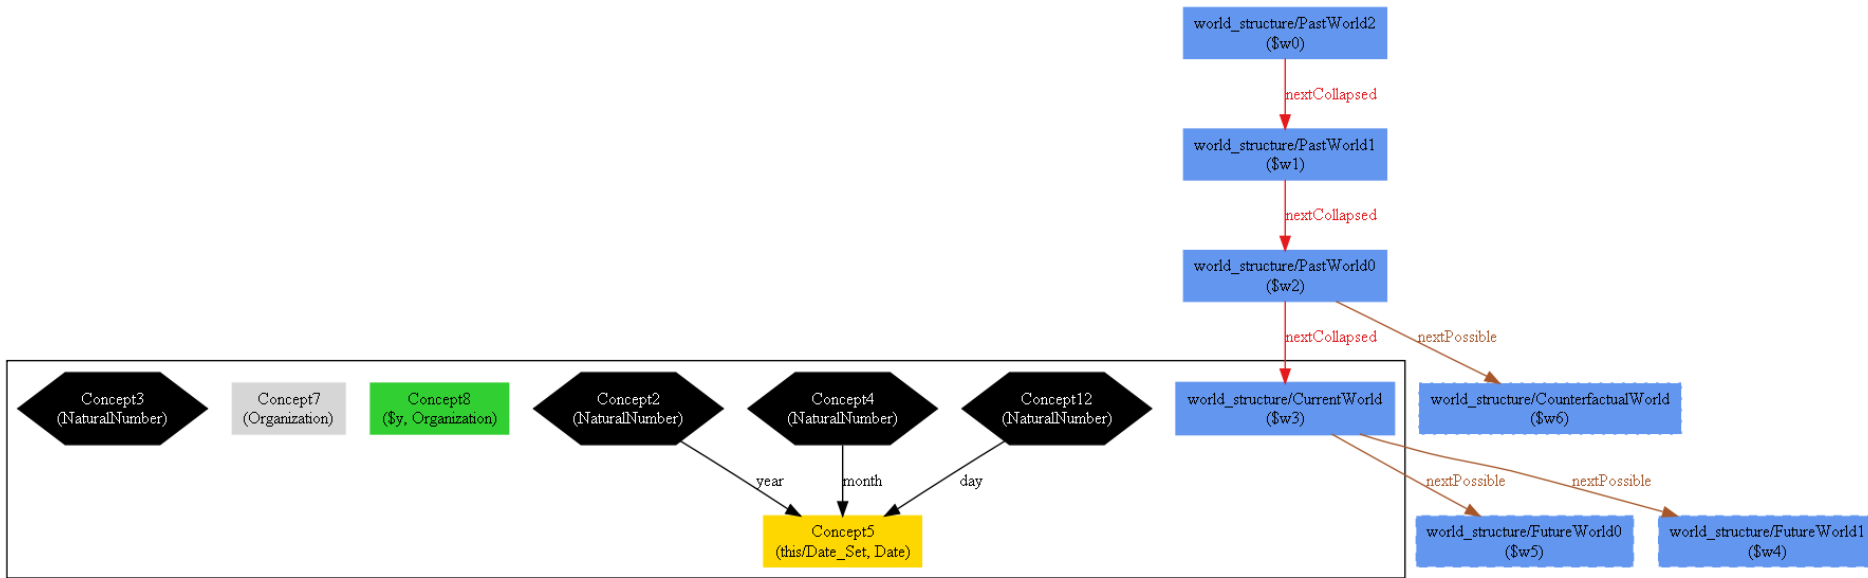 world_structure/PastWorld2
($w0)
nextCollapsed
world_structure/PastWorld1
($w1)
nextCollapsed
world_structure/PastWorld0
($w2)
nextCollapsed
nextPossible
Concept3
(NaturalNumber)
Concept7
(Organization)
Concept8
($y, Organization)
Concept2
(NaturalNumber)
Concept4
(NaturalNumber)
Concept12
(NaturalNumber)
world_structure/CurrentWorld
($w3)
world_structure/CounterfactualWorld
($w6)
year
month
day
nextPossible
nextPossible
Concept5
(this/Date_Set, Date)
world_structure/FutureWorld0
($w5)
world_structure/FutureWorld1
($w4)